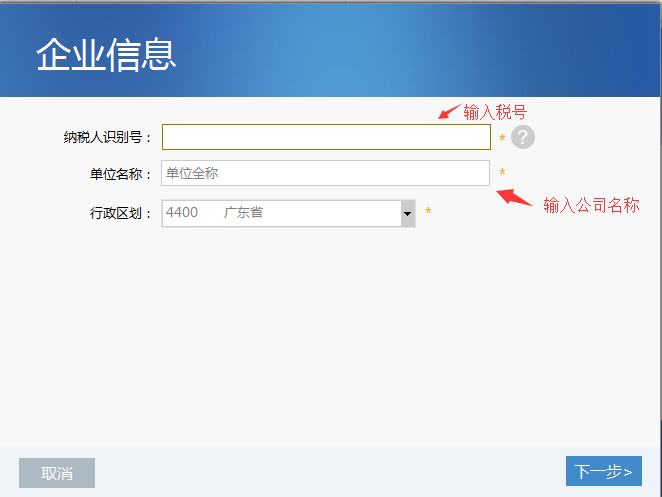 企业信息
输入税号
纳税人识别号： * ?
单位名称： 单位全称 *
输入公司名称
行政区划： 4400 广东省 *
取消 下一步>